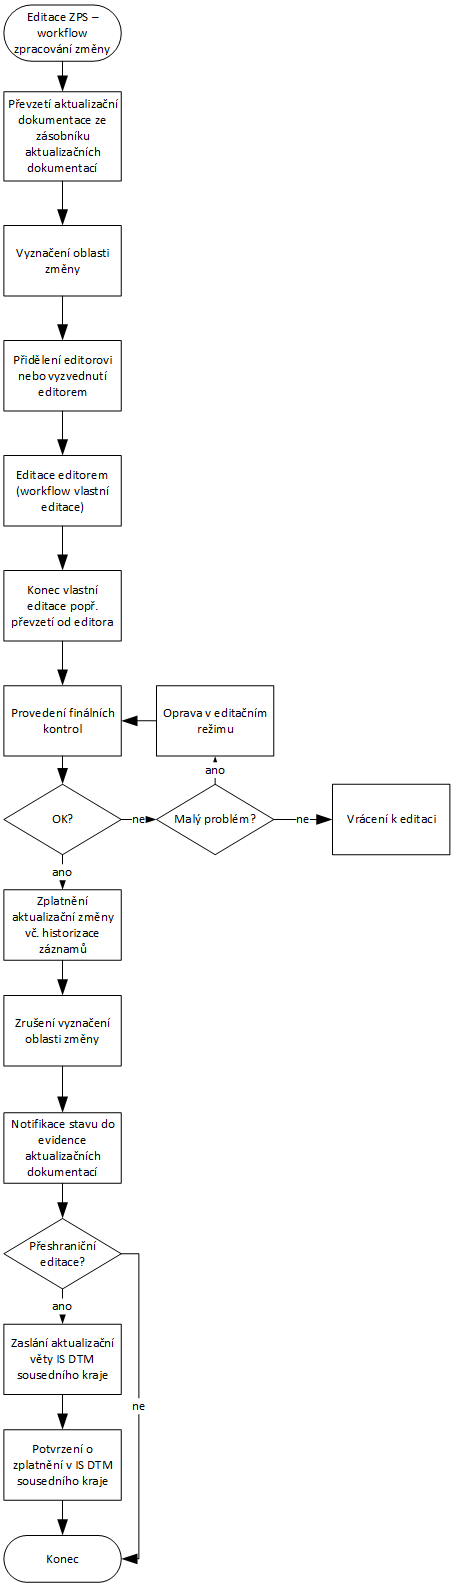 Editace ZPS –
workflow
zpracování změny
Převzetí aktualizační
dokumentace ze
zásobníku
aktualizačních
dokumentací
Vyznačení oblasti
změny
Přidělení editorovi
nebo vyzvednutí
editorem
Editace editorem
(workflow vlastní
editace)
Konec vlastní
editace popř.
převzetí od editora
Provedení finálních
kontrol
Oprava v editačním
režimu
ano
OK?
ne
Malý problém?
ne
Vrácení k editaci
ano
Zplatnění
aktualizační změny
vč. historizace
záznamů
Zrušení vyznačení
oblasti změny
Notifikace stavu do
evidence
aktualizačních
dokumentací
Přeshraniční
editace?
ano
Zaslání aktualizační
věty IS DTM
sousedního kraje
ne
Potvrzení o
zplatnění v IS DTM
sousedního kraje
Konec